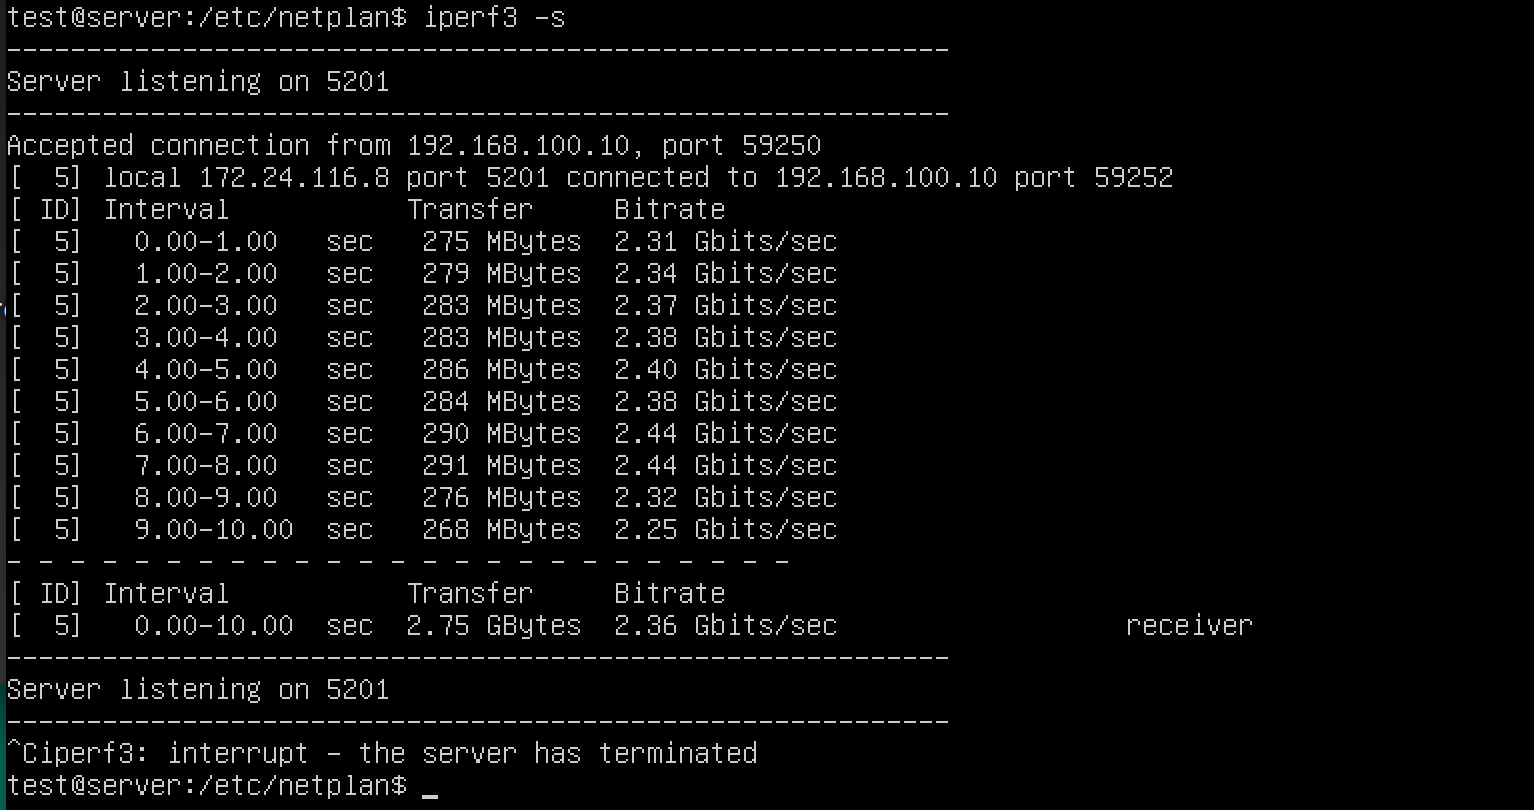 test@server:/etc/netplan$ iperf3 -s
-----------------------------------------------------------
Server listening on 5201
-----------------------------------------------------------
Accepted connection from 192.168.100.10, port 59250
[  5] local 172.24.116.8 port 5201 connected to 192.168.100.10 port 59252
[ ID] Interval           Transfer     Bitrate
[  5]   0.00-1.00   sec   275 MBytes  2.31 Gbits/sec
[  5]   1.00-2.00   sec   279 MBytes  2.34 Gbits/sec
[  5]   2.00-3.00   sec   283 MBytes  2.37 Gbits/sec
[  5]   3.00-4.00   sec   283 MBytes  2.38 Gbits/sec
[  5]   4.00-5.00   sec   286 MBytes  2.40 Gbits/sec
[  5]   5.00-6.00   sec   284 MBytes  2.38 Gbits/sec
[  5]   6.00-7.00   sec   290 MBytes  2.44 Gbits/sec
[  5]   7.00-8.00   sec   291 MBytes  2.44 Gbits/sec
[  5]   8.00-9.00   sec   276 MBytes  2.32 Gbits/sec
[  5]   9.00-10.00  sec   268 MBytes  2.25 Gbits/sec
- - - - - - - - - - - - - - - - - - - - - - - - -
[ ID] Interval           Transfer     Bitrate
[  5]   0.00-10.00  sec  2.75 GBytes  2.36 Gbits/sec                  receiver
-----------------------------------------------------------
Server listening on 5201
-----------------------------------------------------------
^Ciperf3: interrupt - the server has terminated
test@server:/etc/netplan$ _